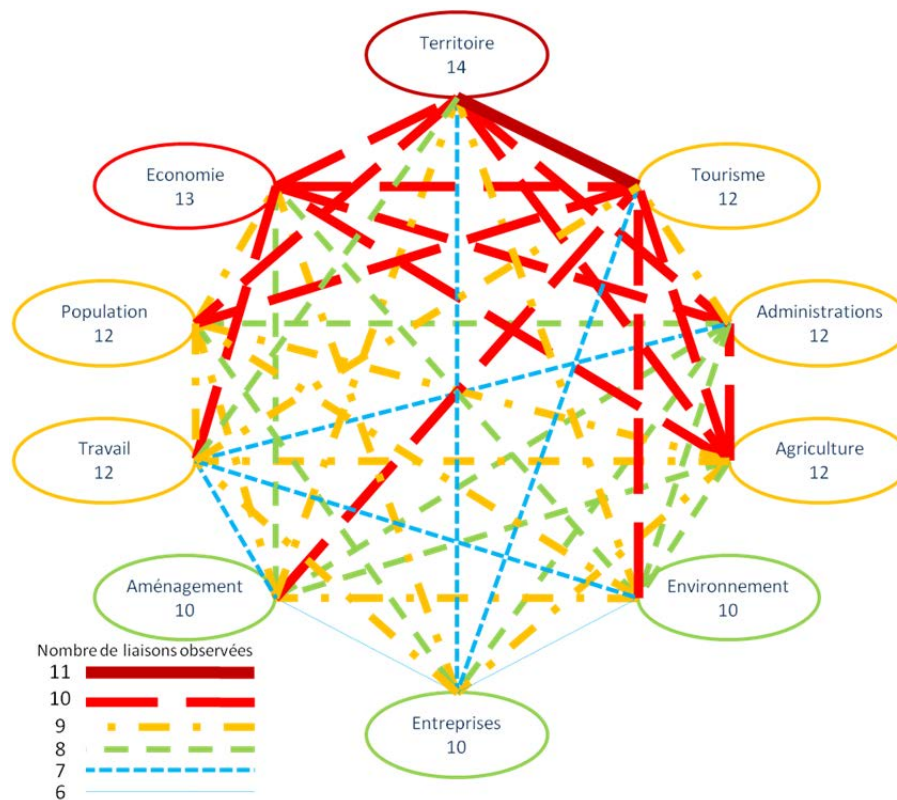 Territoire
14
Economie
13
Tourisme
12
Population
12
Administrations
12
Travail
12
Agriculture
12
Aménagement
10
Environnement
10
Entreprises
10
Nombre de liaisons observées
11
10
9
8
7
6